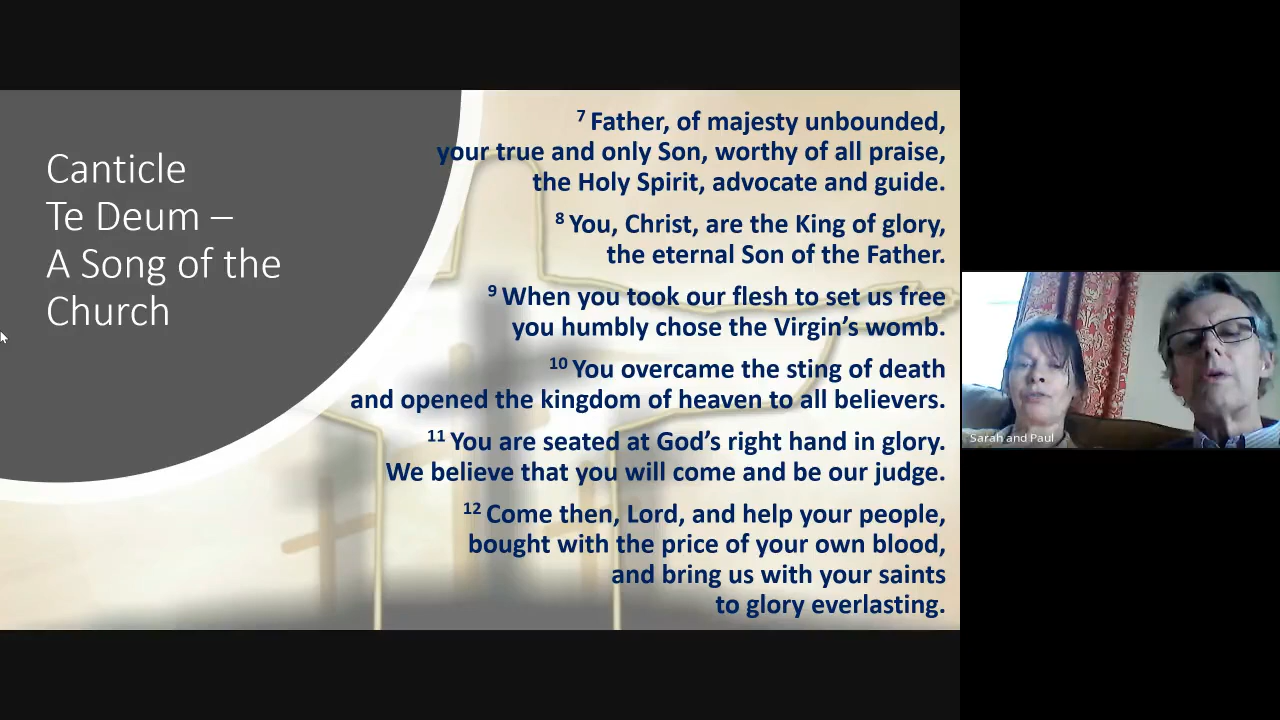 Canticle
Te Deum –
A Song of the
Church
7 Father, of majesty unbounded,
your true and only Son, worthy of all praise,
the Holy Spirit, advocate and guide.
8 You, Christ, are the King of glory,
the eternal Son of the Father.
9 When you took our flesh to set us free
you humbly chose the Virgin’s womb.
10 You overcame the sting of death
and opened the kingdom of heaven to all believers.
11 You are seated at God’s right hand in glory.
We believe that you will come and be our judge.
12 Come then, Lord, and help your people,
bought with the price of your own blood,
and bring us with your saints
to glory everlasting.
Sarah and Paul